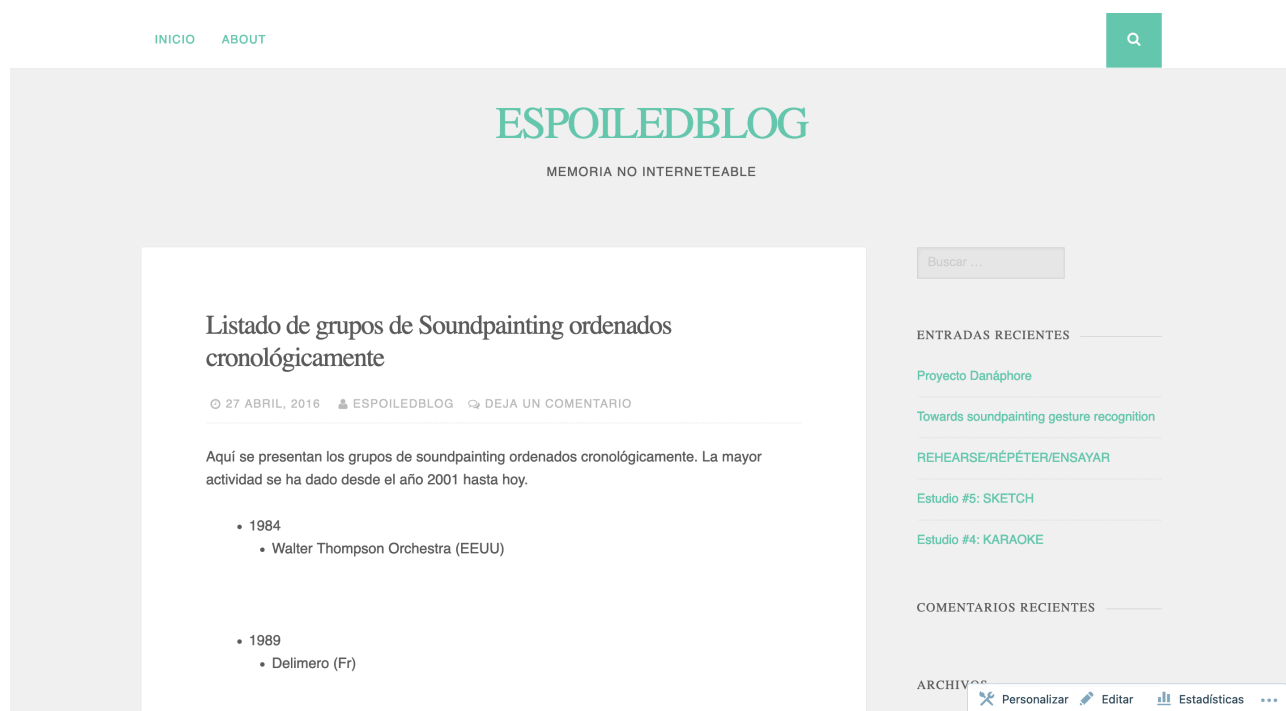 INICIO ABOUT
ESPOILEDBLOG
MEMORIA NO INTERNETEABLE
Listado de grupos de Soundpainting ordenados
cronológicamente
27 ABRIL, 2016 ESPOILEDBLOG DEJA UN COMENTARIO
Aquí se presentan los grupos de soundpainting ordenados cronológicamente. La mayor
actividad se ha dado desde el año 2001 hasta hoy.
• 1984
• Walter Thompson Orchestra (EEUU)
• 1989
• Delimero (Fr)
Buscar …
ENTRADAS RECIENTES
Proyecto Danáphore
Towards soundpainting gesture recognition
REHEARSE/RÉPÉTER/ENSAYAR
Estudio #5: SKETCH
Estudio #4: KARAOKE
COMENTARIOS RECIENTES
ARCHIVOS
Personalizar Editar Estadísticas ...